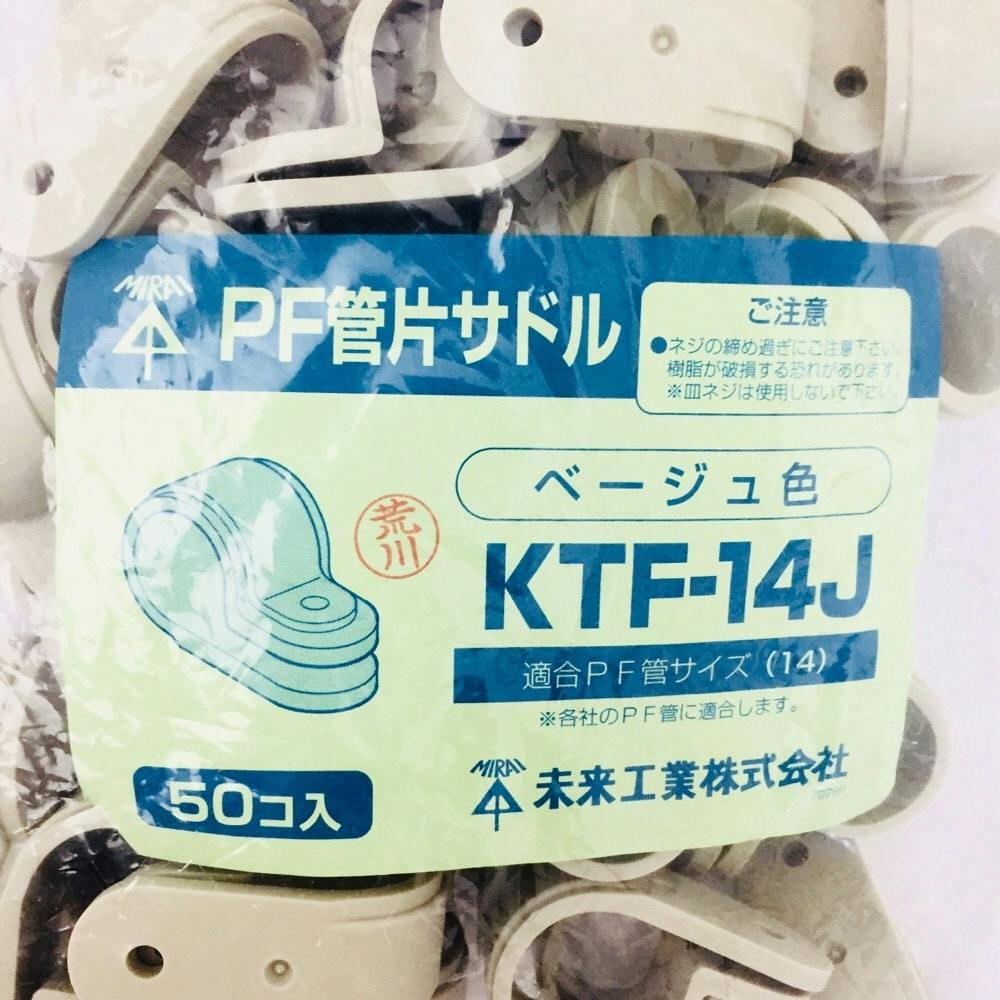 MIRAI
PF管片サドル
ご注意
●ネジの締め過ぎにご注意下さい。
樹脂が破損する恐れがあります。
※皿ネジは使用しないで下さい。
ベージュ色
荒川
KTF-14J
適合PF管サイズ（14）
※各社のPF管に適合します。
50コ入
MIRAI
未来工業株式会社